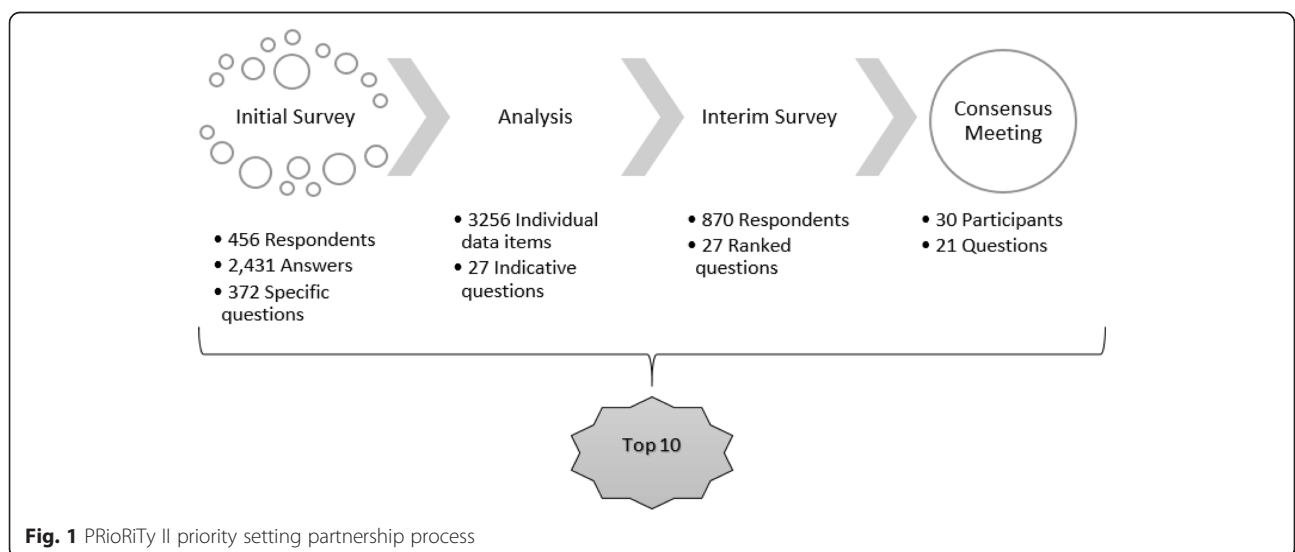 Initial Survey
• 456 Respondents
• 2,431 Answers
• 372 Specific
questions
Analysis
• 3256 Individual
data items
• 27 Indicative
questions
Interim Survey
• 870 Respondents
• 27 Ranked
questions
Consensus
Meeting
• 30 Participants
• 21 Questions
Top 10
Fig. 1 PRioRiTy II priority setting partnership process